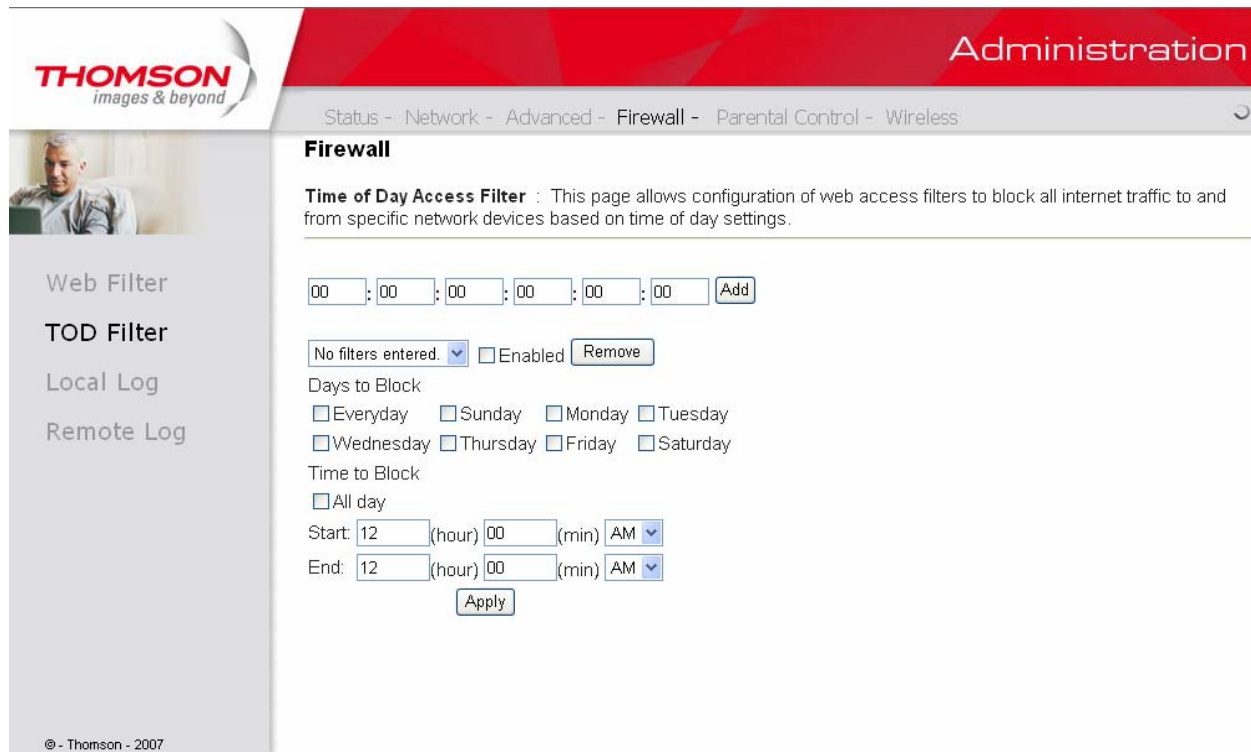 THOMSON
images & beyond
Administration
Status - Network - Advanced - Firewall - Parental Control - Wireless
Firewall
Time of Day Access Filter : This page allows configuration of web access filters to block all internet traffic to and
from specific network devices based on time of day settings.
Web Filter
TOD Filter
Local Log
Remote Log
00 : 00 : 00 : 00 : 00 : 00 Add
No filters entered. Enabled Remove
Days to Block
Everyday Sunday Monday Tuesday
Wednesday Thursday Friday Saturday
Time to Block
All day
Start: 12 (hour) 00 (min) AM
End: 12 (hour) 00 (min) AM
Apply
© - Thomson - 2007